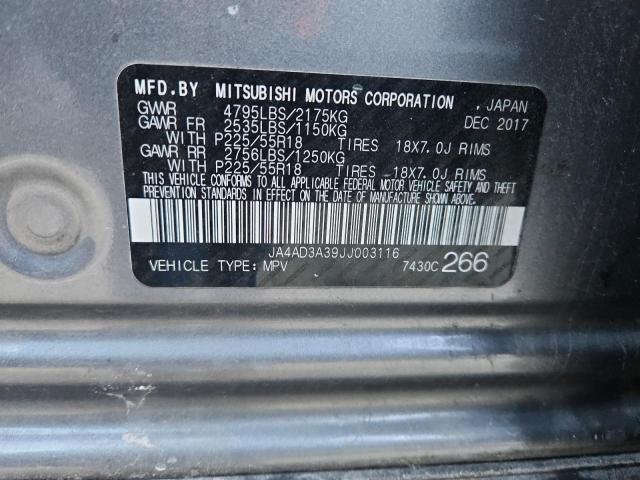 MFD.BY MITSUBISHI MOTORS CORPORATION , JAPAN
GVWR 4795LBS/2175KG DEC 2017
GAWR FR 2535LBS/1150KG
WITH P225/55R18 TIRES 18X7.0J RIMS
GAWR RR 2756LBS/1250KG
WITH P225/55R18 TIRES 18X7.0J RIMS
THIS VEHICLE CONFORMS TO ALL APPLICABLE FEDERAL MOTOR VEHICLE SAFETY AND THEFT
PREVENTION STANDARDS IN EFFECT ON THE DATE OF MANUFACTURE SHOWN ABOVE.
JA4AD3A39JJ003116
VEHICLE TYPE: MPV 7430C 266